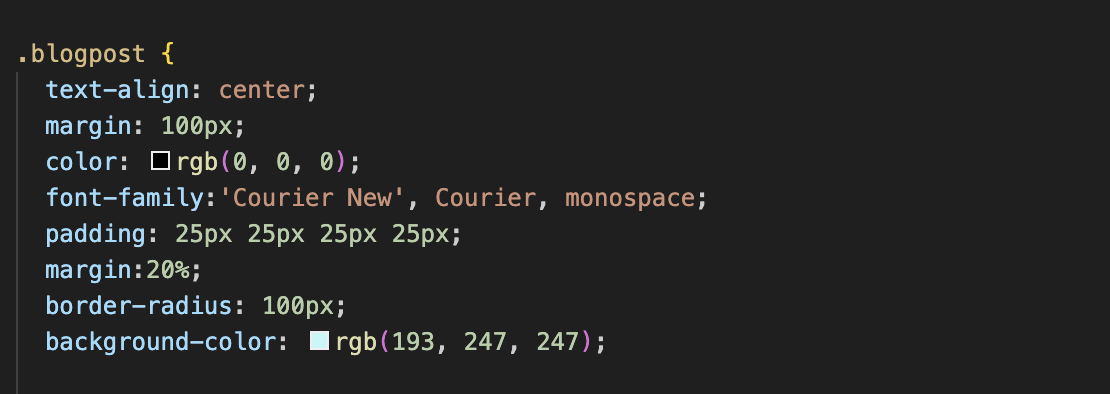 .blogpost {
text-align: center;
margin: 100px;
color: rgb(0, 0, 0);
font-family:'Courier New', Courier, monospace;
padding: 25px 25px 25px 25px;
margin:20%;
border-radius: 100px;
background-color: rgb(193, 247, 247);